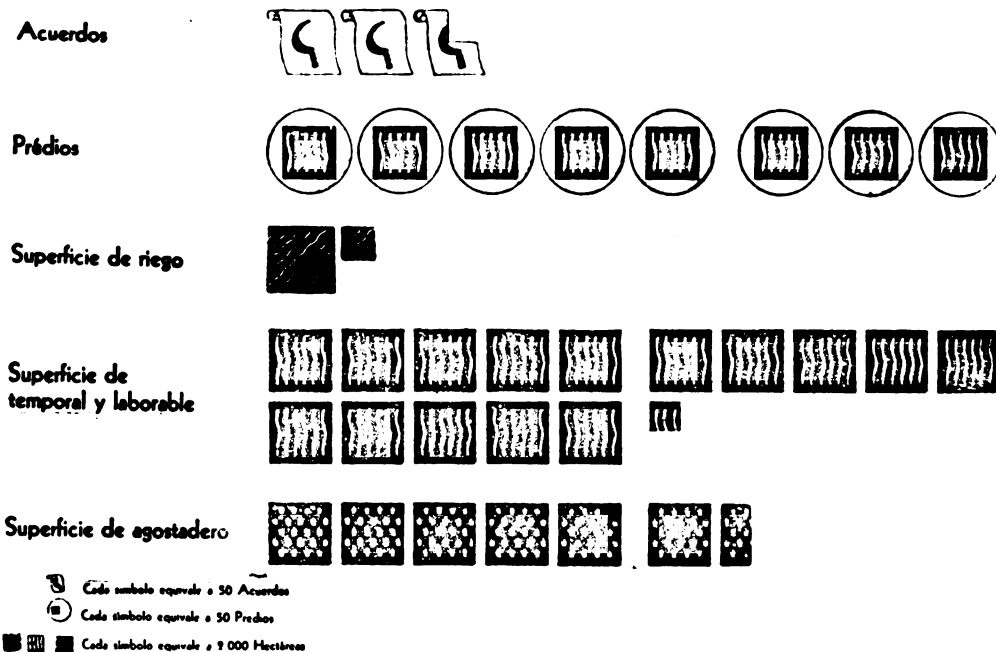 Acuerdos
Prédios
Superficie de riego
Superficie de
temporal y laborable
Superficie de agostadero
Cada simbolo equivale a 50 Acuerdos
Cada simbolo equivale a 50 Predios
Cada simbolo equivale a 000 Hectáreas